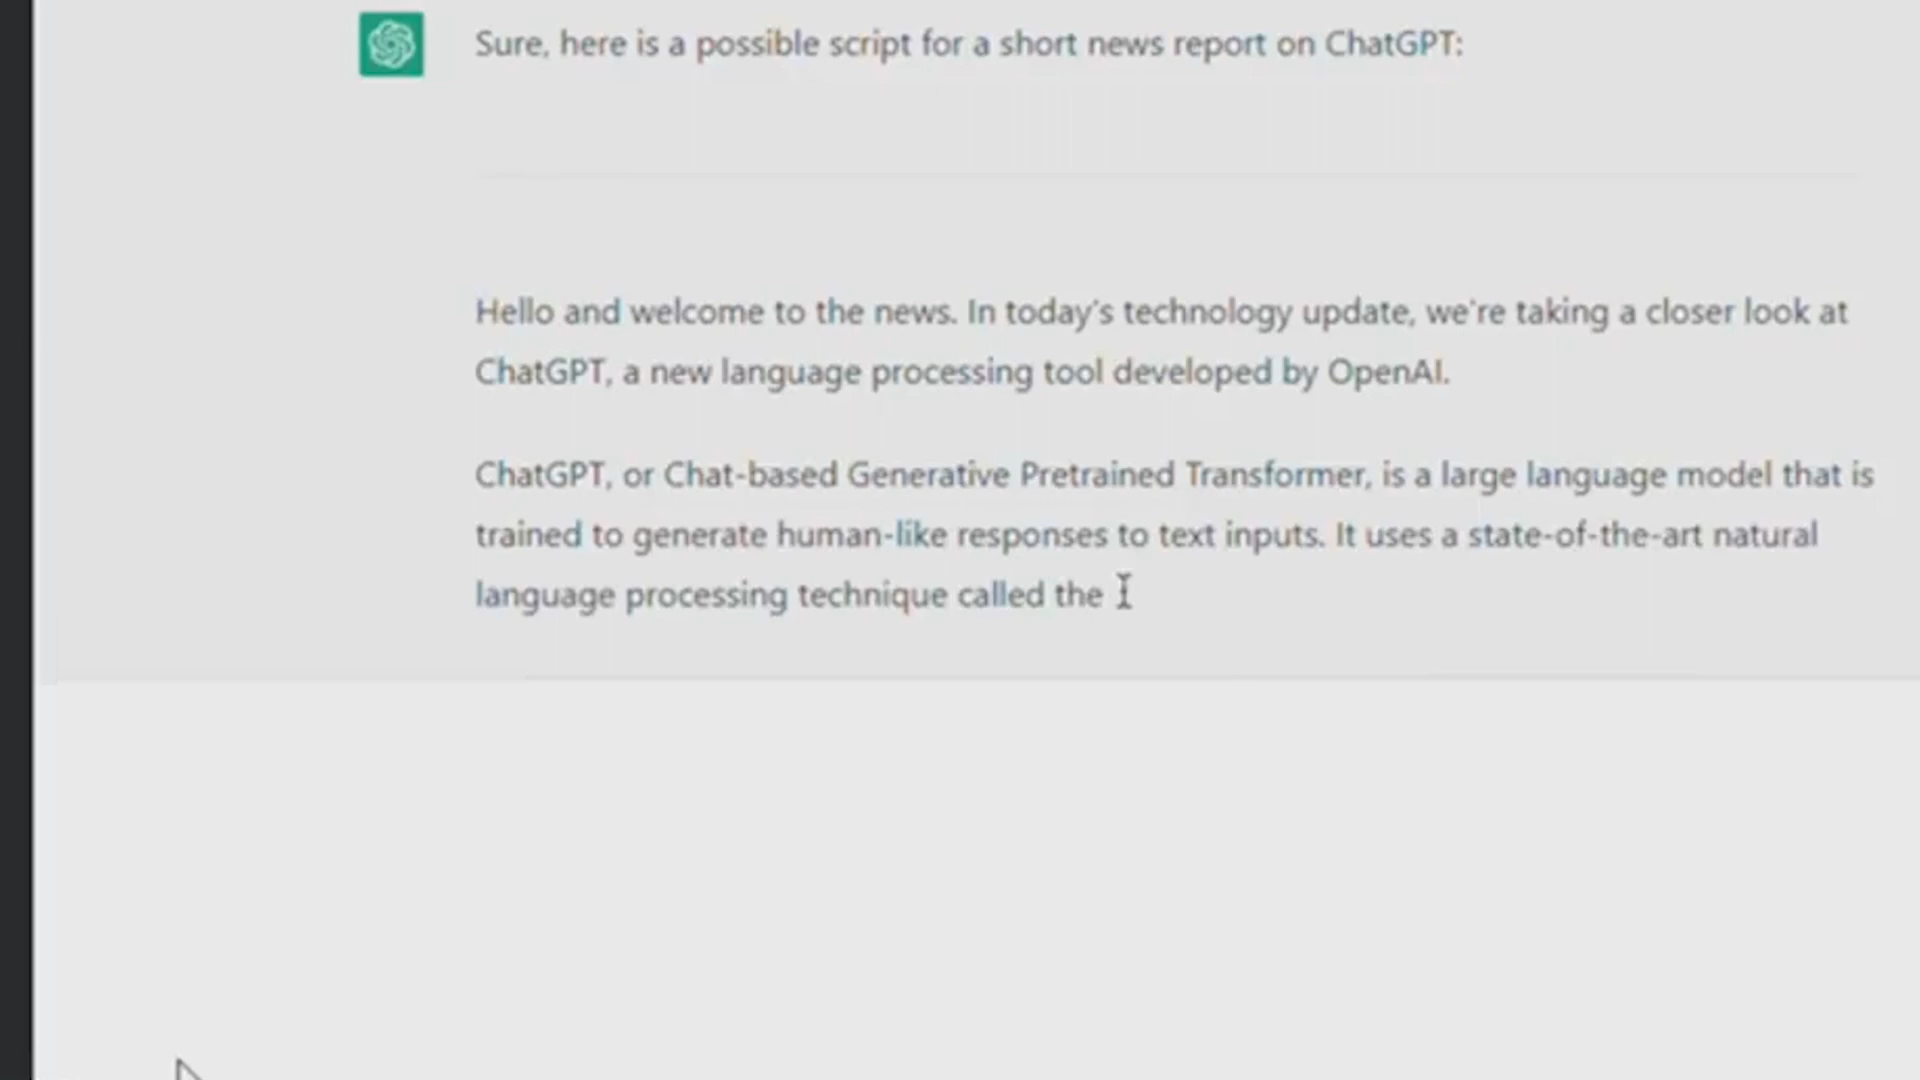 Sure, here is a possible script for a short news report on ChatGPT:
Hello and welcome to the news. In today's technology update, we're taking a closer look at
ChatGPT, a new language processing tool developed by OpenAI.
ChatGPT, or Chat-based Generative Pretrained Transformer, is a large language model that is
trained to generate human-like responses to text inputs. It uses a state-of-the-art natural
language processing technique called the